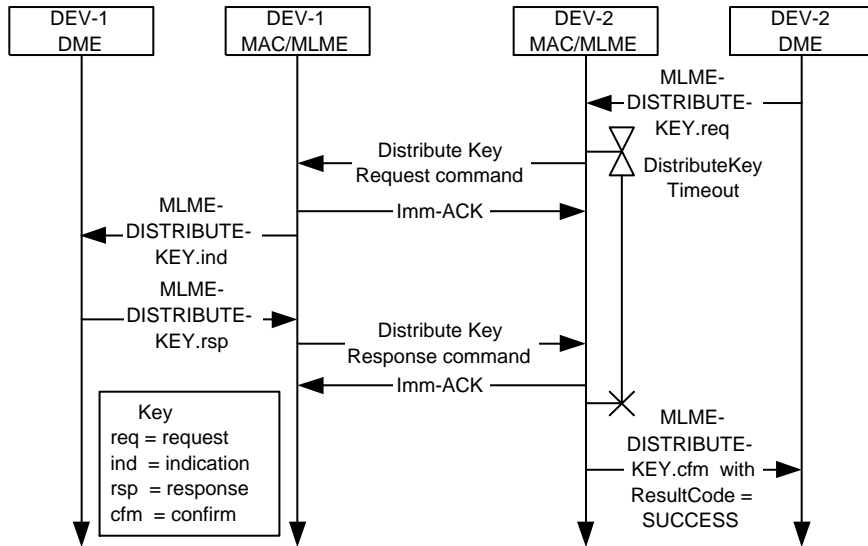 DEV-1
DME
DEV-1
MAC/MLME
DEV-2
MAC/MLME
DEV-2
DME
MLME-
DISTRIBUTE-
KEY.req
Distribute Key
Request command
DistributeKey
Timeout
Imm-ACK
MLME-
DISTRIBUTE-
KEY.ind
MLME-
DISTRIBUTE-
KEY.rsp
Distribute Key
Response command
Imm-ACK
MLME-
DISTRIBUTE-
KEY.cfm with
ResultCode =
SUCCESS
Key
req = request
ind = indication
rsp = response
cfm = confirm